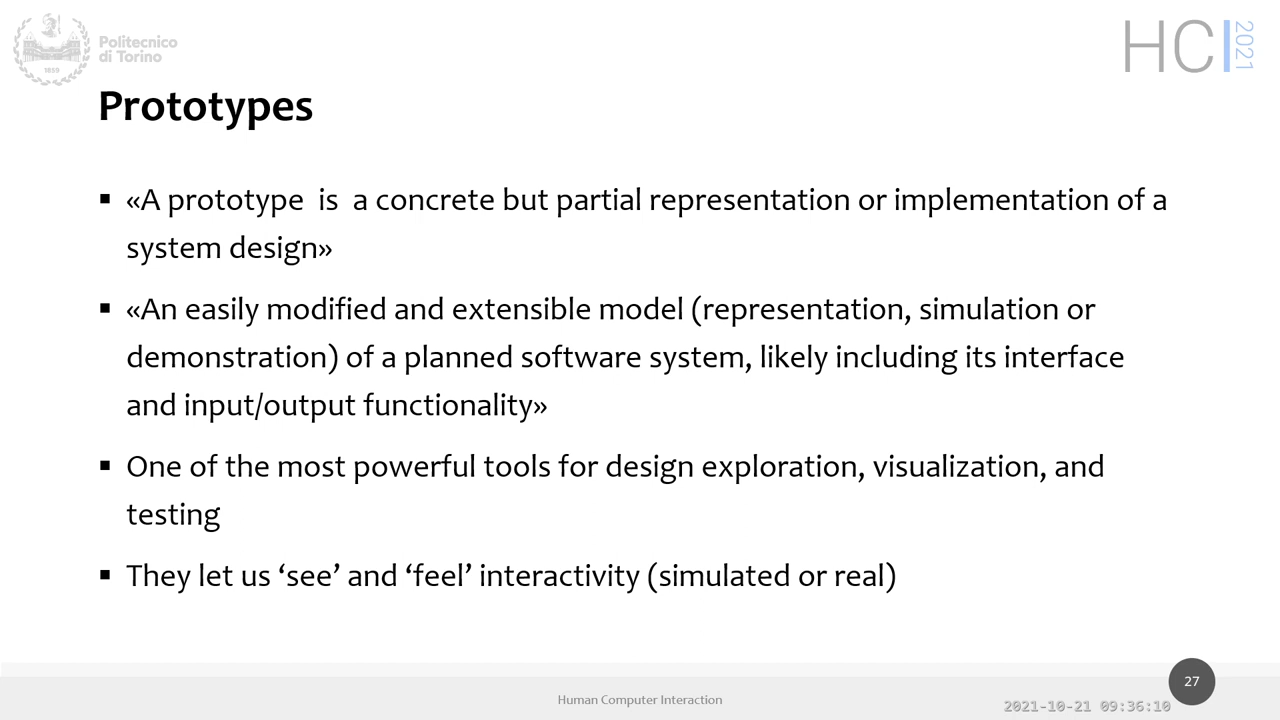 Politecnico
di Torino
1859
HCI 2021
Prototypes
▪ «A prototype is a concrete but partial representation or implementation of a
system design»
▪ «An easily modified and extensible model (representation, simulation or
demonstration) of a planned software system, likely including its interface
and input/output functionality»
▪ One of the most powerful tools for design exploration, visualization, and
testing
▪ They let us ‘see’ and ‘feel’ interactivity (simulated or real)
27
Human Computer Interaction
2021-10-21 09:36:10